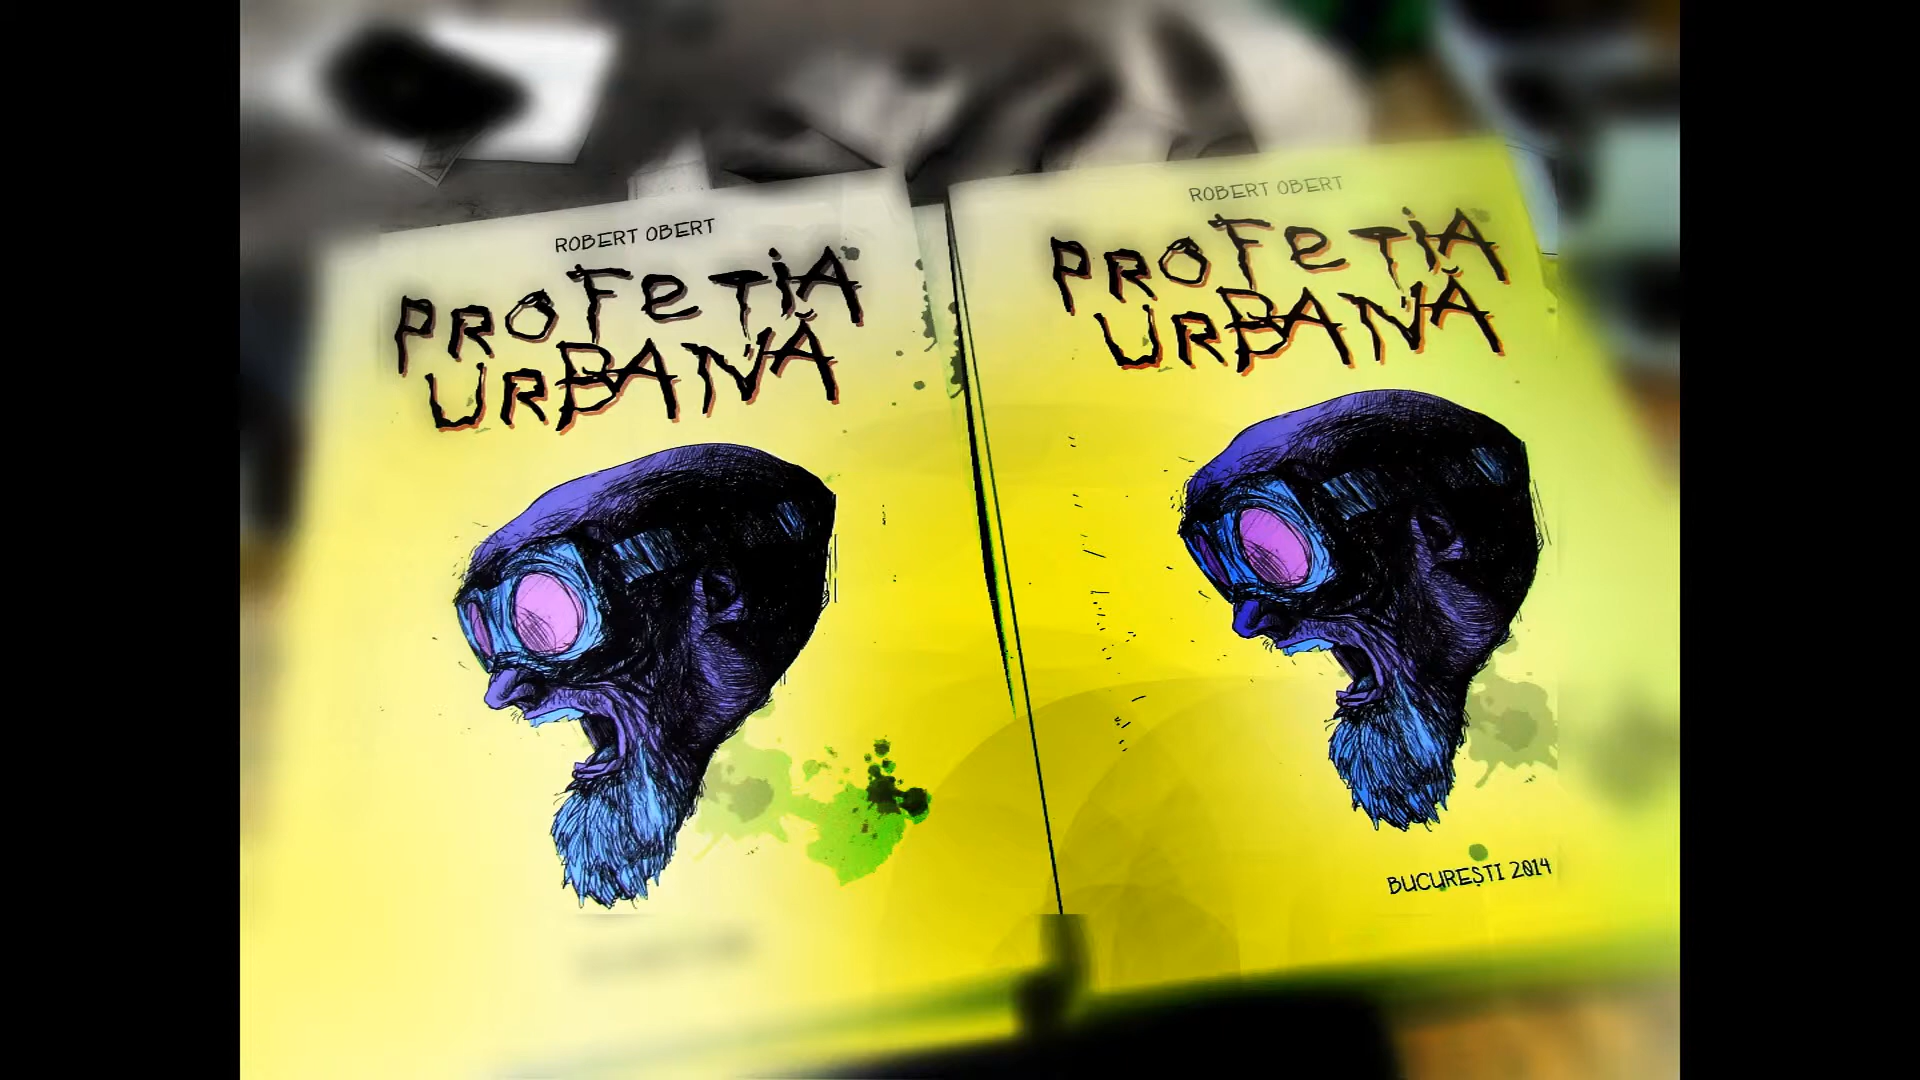 ROBERT OBERT
PROFETIA
URBANĂ
ROBERT OBERT
PROFETIA
URBANĂ
BUCUREȘTI 2014